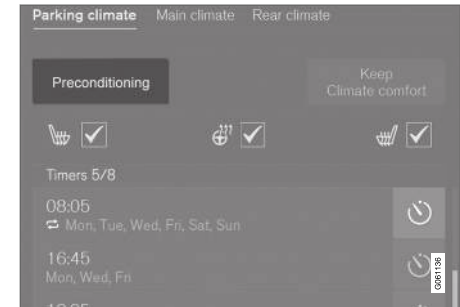 Parking climate Main climate Rear climate
Preconditioning
Keep
Climate comfort
Timers 5/8
08:05
Mon, Tue, Wed, Fri, Sat, Sun
16:45
Mon, Wed, Fri
G061136